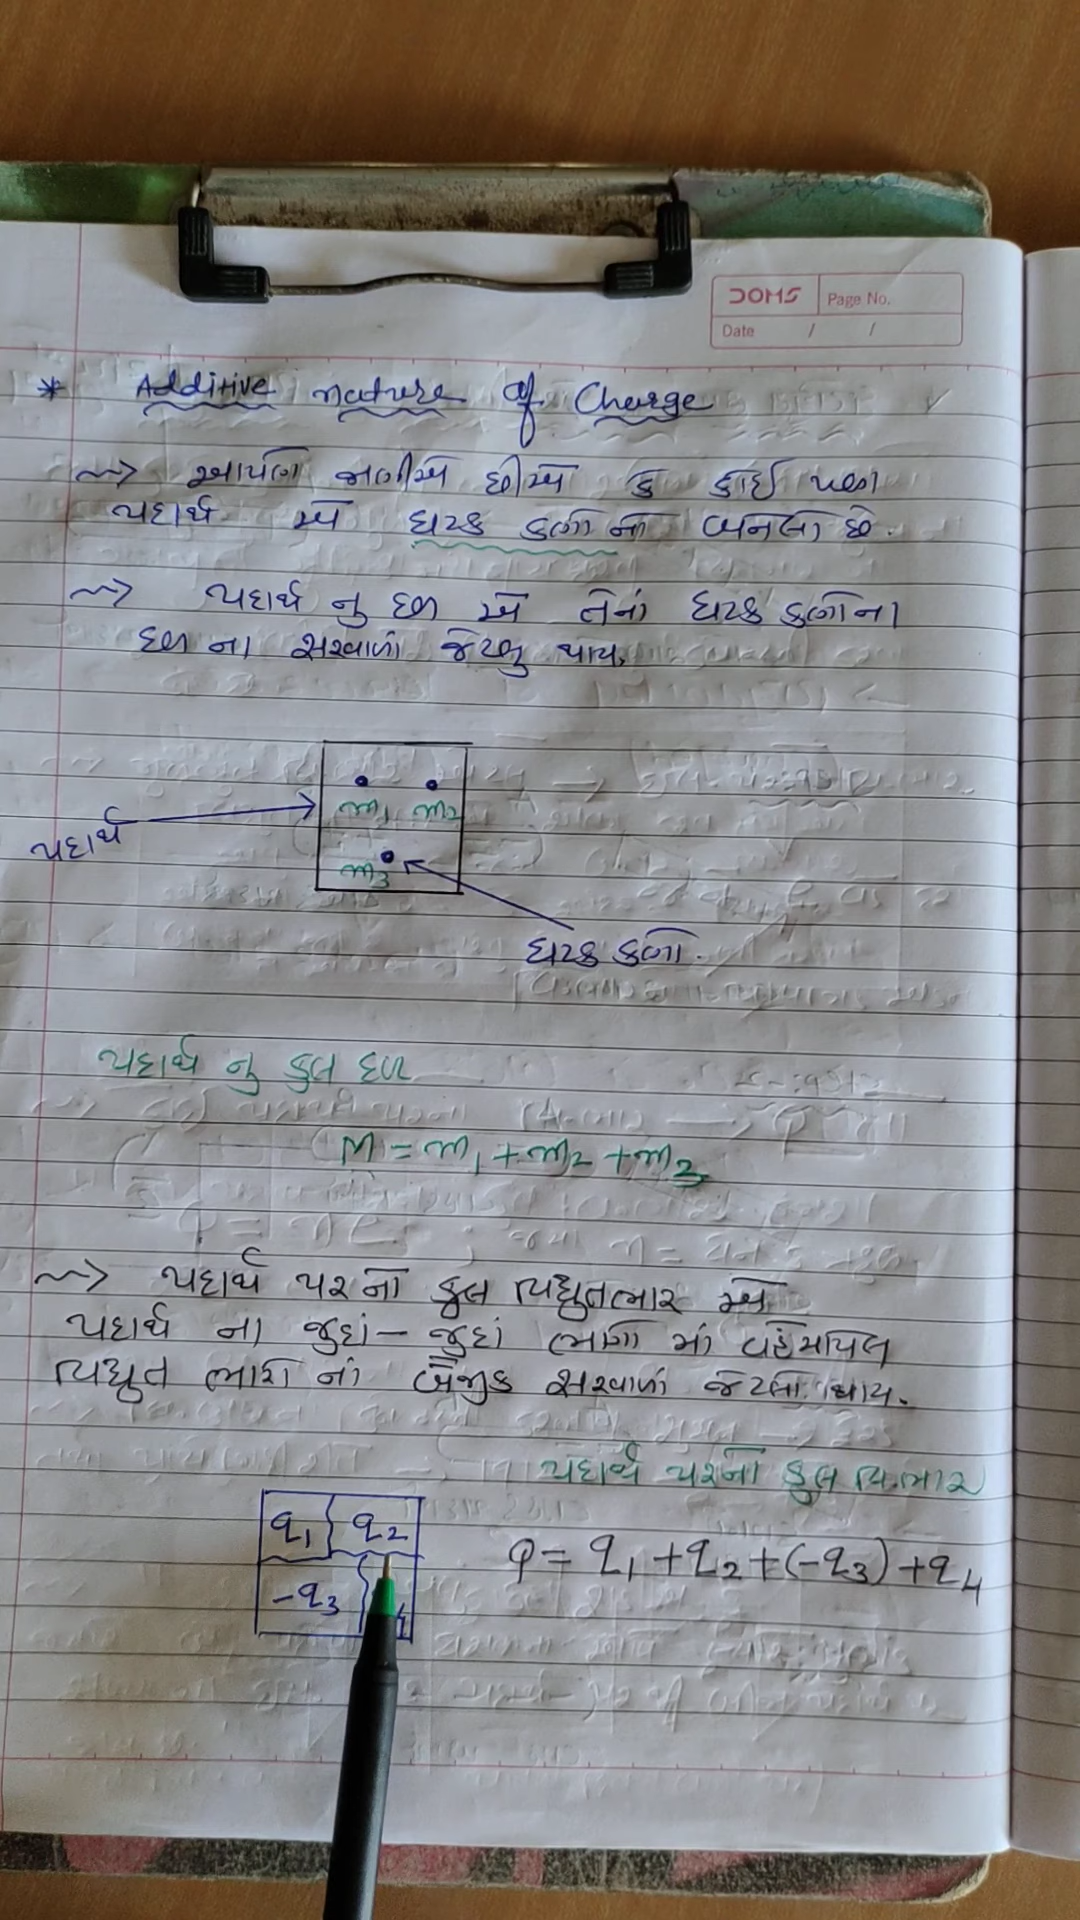 DOMS Page No.
Date / /
* Additive nature of Charge
~~> આપણે જાણીએ છીએ કે કોઈ પણ
પદાર્થ એ ઘટક કણોનો બનેલો છે.
~~> પદાર્થ નુ દળ એ તેનાં ઘટક કણોના
દળ ના સરવાળાં જેટલુ થાય.
m1 m2
પદાર્થ
m3
ઘટક કણો.
પદાર્થ નુ કુલ દળ
M = m1 + m2 + m3
~~> પદાર્થ પરનો કુલ વિદ્યુતભાર એ
પદાર્થ ના જુદાં – જુદાં ભાગો માં વહેંચાયેલ
વિદ્યુત ભારો નાં બૈજીક સરવાળાં જેટલો થાય.
પદાર્થ પરનો કુલ વિ.ભાર
q1 q2
Q = q1 + q2 + (-q3) + q4
-q3